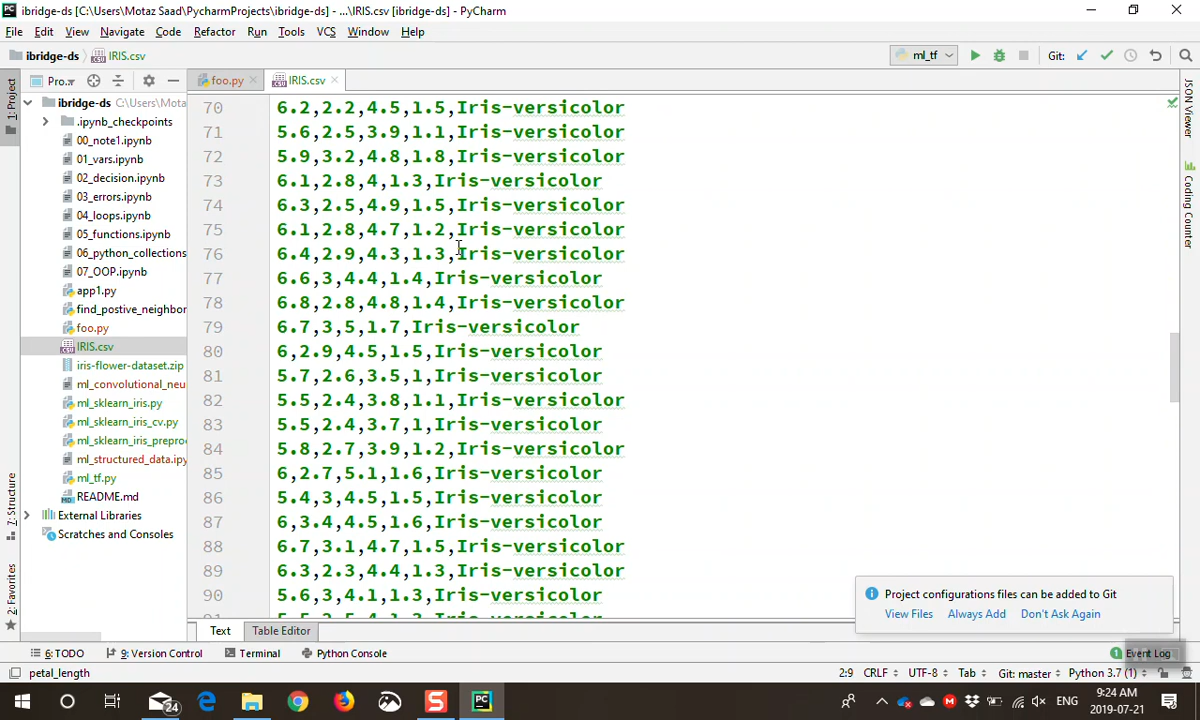 ibridge-ds [C:\Users\Motaz Saad\PycharmProjects\ibridge-ds] - ...\IRIS.csv [ibridge-ds] - PyCharm
File Edit View Navigate Code Refactor Run Tools VCS Window Help
ibridge-ds IRIS.csv ml_tf Git:
1: Project
Pro... foo.py IRIS.csv
ibridge-ds C:\Users\Mota
.ipynb_checkpoints
00_note1.ipynb
01_vars.ipynb
02_decision.ipynb
03_errors.ipynb
04_loops.ipynb
05_functions.ipynb
06_python_collections
07_OOP.ipynb
app1.py
find_postive_neighbor
foo.py
IRIS.csv
iris-flower-dataset.zip
ml_convolutional_neu
ml_sklearn_iris.py
ml_sklearn_iris_cv.py
ml_sklearn_iris_prepro
ml_structured_data.ipy
ml_tf.py
README.md
External Libraries
Scratches and Consoles
7: Structure
2: Favorites
70 6.2,2.2,4.5,1.5,Iris-versicolor
71 5.6,2.5,3.9,1.1,Iris-versicolor
72 5.9,3.2,4.8,1.8,Iris-versicolor
73 6.1,2.8,4,1.3,Iris-versicolor
74 6.3,2.5,4.9,1.5,Iris-versicolor
75 6.1,2.8,4.7,1.2,Iris-versicolor
76 6.4,2.9,4.3,1.3,Iris-versicolor
77 6.6,3,4.4,1.4,Iris-versicolor
78 6.8,2.8,4.8,1.4,Iris-versicolor
79 6.7,3,5,1.7,Iris-versicolor
80 6,2.9,4.5,1.5,Iris-versicolor
81 5.7,2.6,3.5,1,Iris-versicolor
82 5.5,2.4,3.8,1.1,Iris-versicolor
83 5.5,2.4,3.7,1,Iris-versicolor
84 5.8,2.7,3.9,1.2,Iris-versicolor
85 6,2.7,5.1,1.6,Iris-versicolor
86 5.4,3,4.5,1.5,Iris-versicolor
87 6,3.4,4.5,1.6,Iris-versicolor
88 6.7,3.1,4.7,1.5,Iris-versicolor
89 6.3,2.3,4.4,1.3,Iris-versicolor
90 5.6,3,4.1,1.3,Iris-versicolor
JSON Viewer
Coding Counter
Project configurations files can be added to Git
View Files Always Add Don't Ask Again
Text Table Editor
6: TODO 9: Version Control Terminal Python Console 1 Event Log
petal_length 2:9 CRLF UTF-8 Tab Git: master Python 3.7 (1)
24 ENG 9:24 AM
2019-07-21